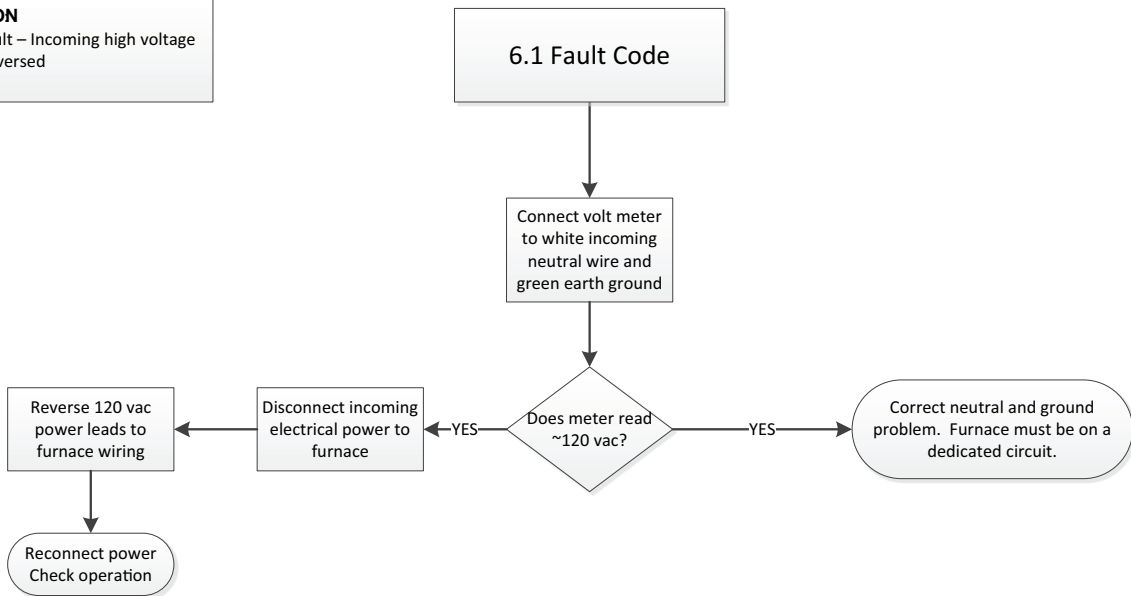 ON
ult – Incoming high voltage
versed
6.1 Fault Code
Connect volt meter
to white incoming
neutral wire and
green earth ground
Does meter read
~120 vac?
YES
YES
Disconnect incoming
electrical power to
furnace
Reverse 120 vac
power leads to
furnace wiring
Reconnect power
Check operation
Correct neutral and ground
problem. Furnace must be on a
dedicated circuit.